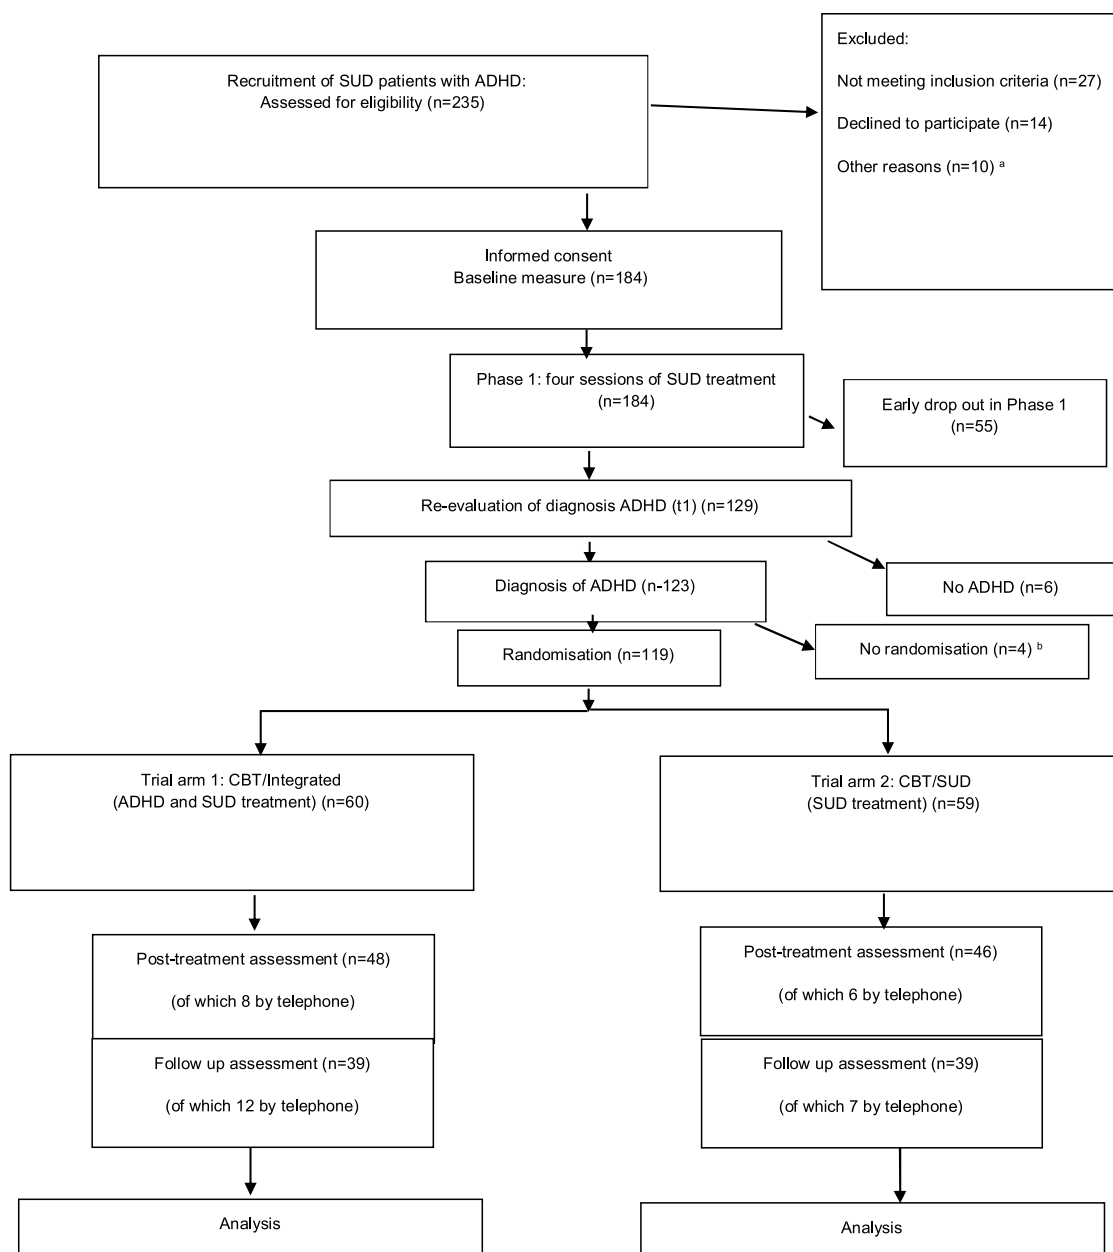 Recruitment of SUD patients with ADHD:
Assessed for eligibility (n=235)
Excluded:
Not meeting inclusion criteria (n=27)
Declined to participate (n=14)
Other reasons (n=10) a
Informed consent
Baseline measure (n=184)
Phase 1: four sessions of SUD treatment
(n=184)
Early drop out in Phase 1
(n=55)
Re-evaluation of diagnosis ADHD (t1) (n=129)
Diagnosis of ADHD (n-123)
No ADHD (n=6)
Randomisation (n=119)
No randomisation (n=4) b
Trial arm 1: CBT/Integrated
(ADHD and SUD treatment) (n=60)
Trial arm 2: CBT/SUD
(SUD treatment) (n=59)
Post-treatment assessment (n=48)
(of which 8 by telephone)
Post-treatment assessment (n=46)
(of which 6 by telephone)
Follow up assessment (n=39)
(of which 12 by telephone)
Follow up assessment (n=39)
(of which 7 by telephone)
Analysis
Analysis